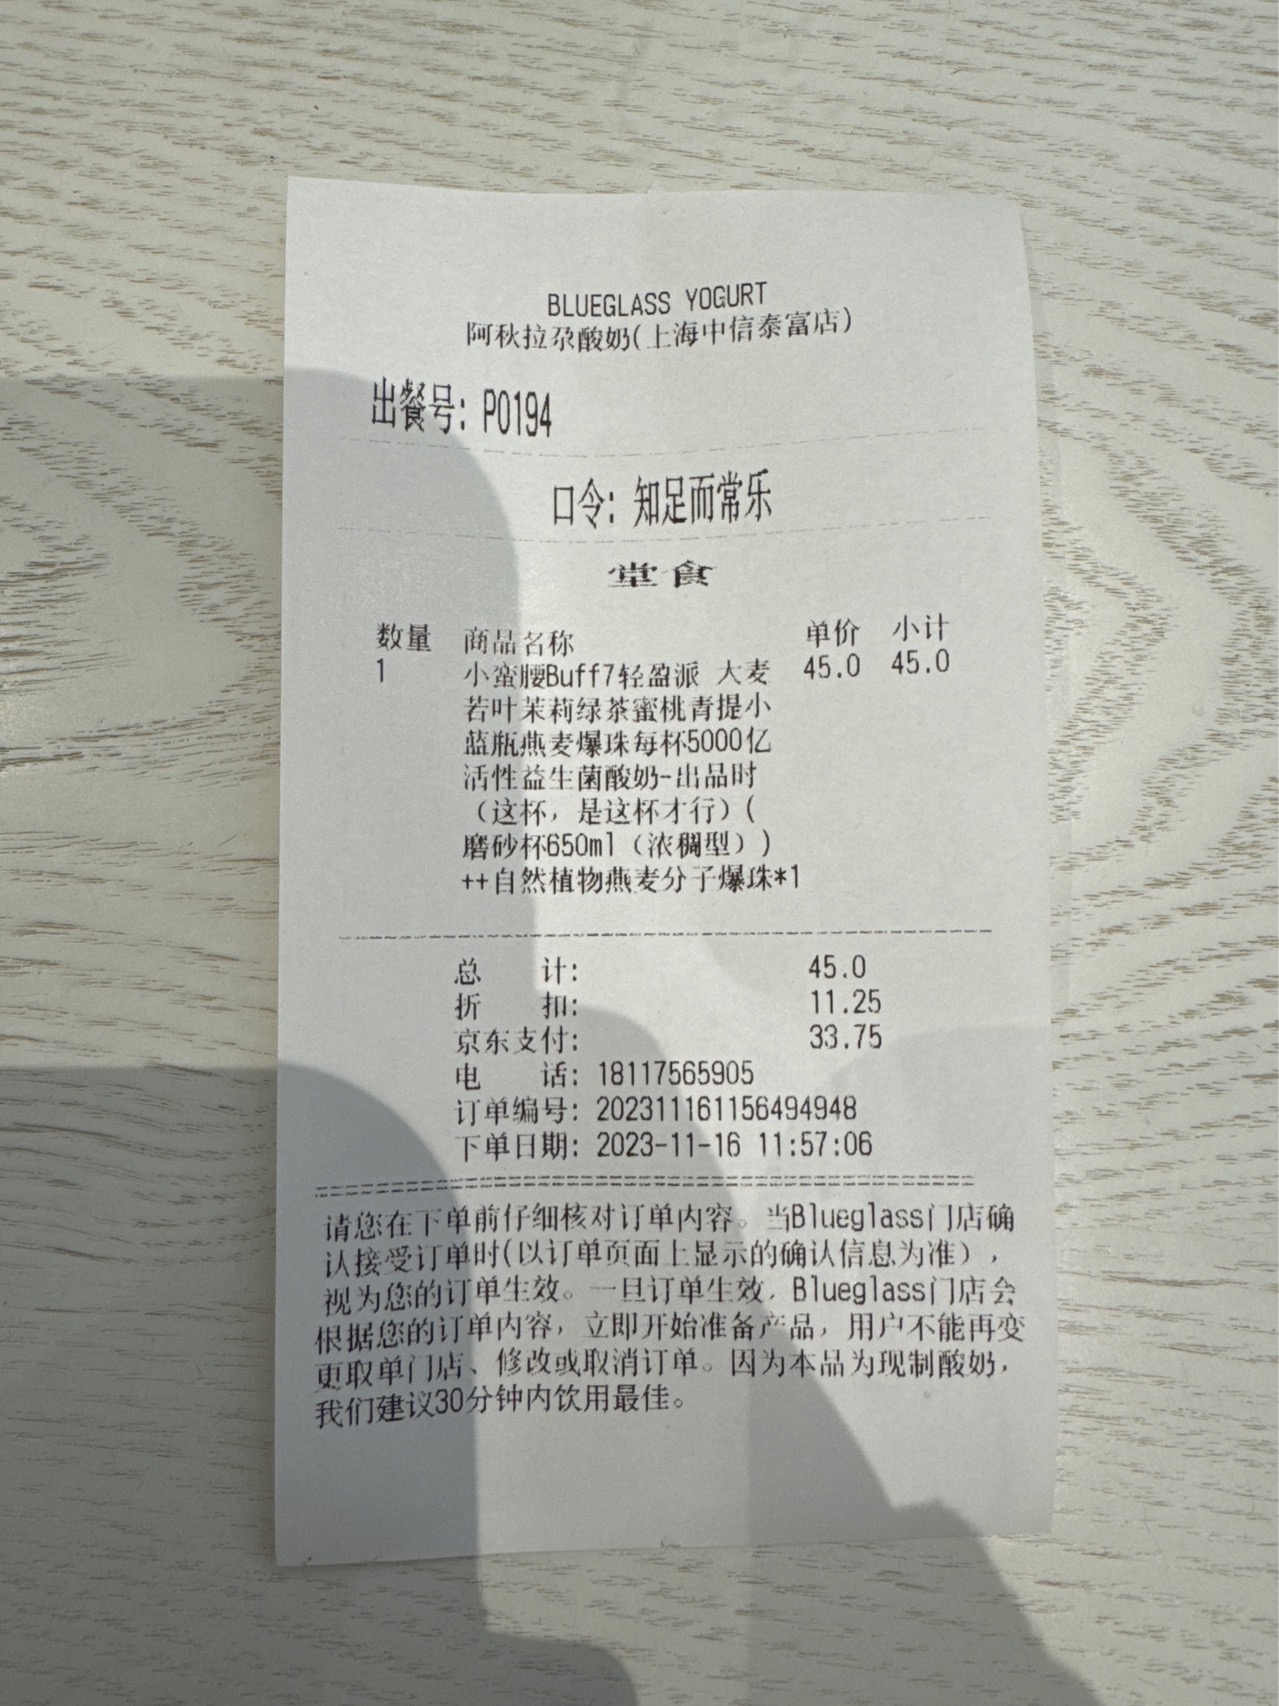 BLUEGLASS YOGURT
阿秋拉尕酸奶(上海中信泰富店)
出餐号: P0194
口令: 知足而常乐
堂食
数量 商品名称 单价 小计
1 小蛮腰Buff7轻盈派 大麦 45.0 45.0
若叶茉莉绿茶蜜桃青提小
蓝瓶燕麦爆珠每杯5000亿
活性益生菌酸奶-出品时
（这杯，是这杯才行）(
磨砂杯650ml（浓稠型）)
++自然植物燕麦分子爆珠*1
总 计: 45.0
折 扣: 11.25
京东支付: 33.75
电 话: 18117565905
订单编号: 202311161156494948
下单日期: 2023-11-16 11:57:06
请您在下单前仔细核对订单内容。当Blueglass门店确
认接受订单时(以订单页面上显示的确认信息为准)，
视为您的订单生效。一旦订单生效，Blueglass门店会
根据您的订单内容，立即开始准备产品，用户不能再变
更取单门店、修改或取消订单。因为本品为现制酸奶，
我们建议30分钟内饮用最佳。